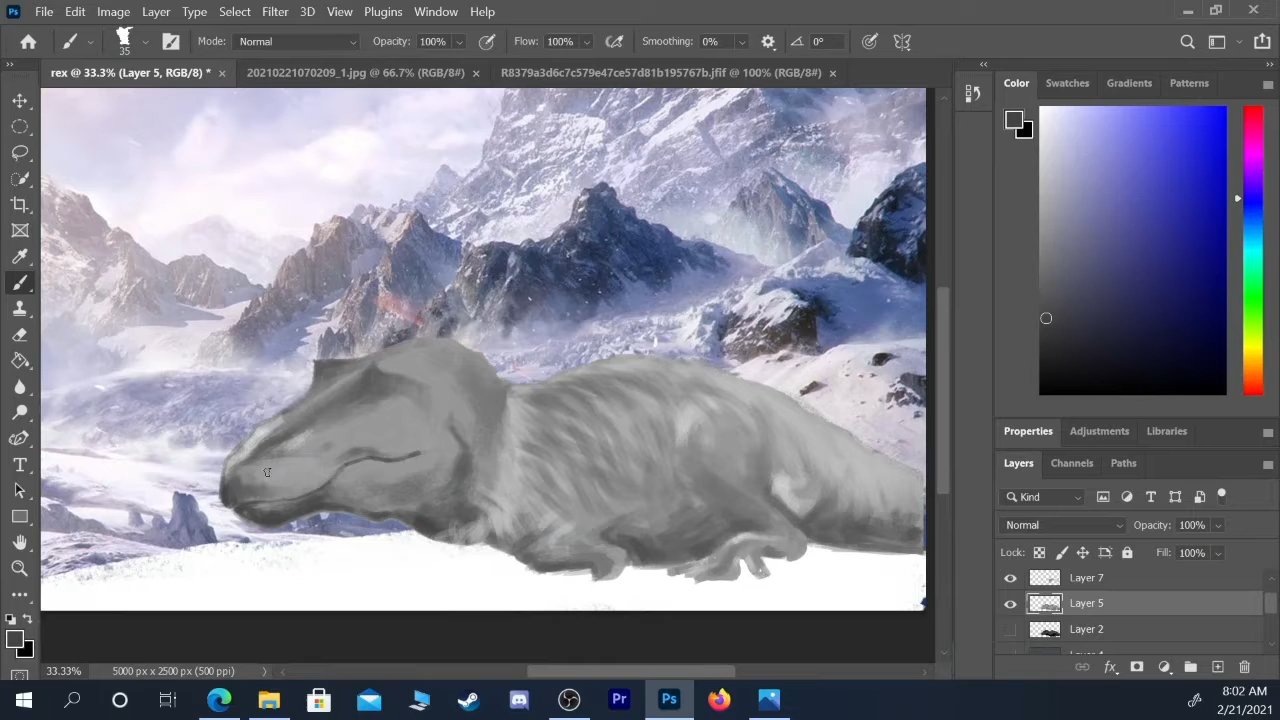 Ps File Edit Image Layer Type Select Filter 3D View Plugins Window Help
35 Mode: Normal Opacity: 100% Flow: 100% Smoothing: 0% 0°
rex @ 33.3% (Layer 5, RGB/8) * × 20210221070209_1.jpg @ 66.7% (RGB/8#) × R8379a3d6c7c579e47ce57d81b195767b.jfif @ 100% (RGB/8#) ×
Color Swatches Gradients Patterns
Properties Adjustments Libraries
Layers Channels Paths
Kind
Normal Opacity: 100%
Lock: Fill: 100%
Layer 7
Layer 5
Layer 2
33.33% 5000 px x 2500 px (500 ppi)
Pr Ps
8:02 AM
2/21/2021